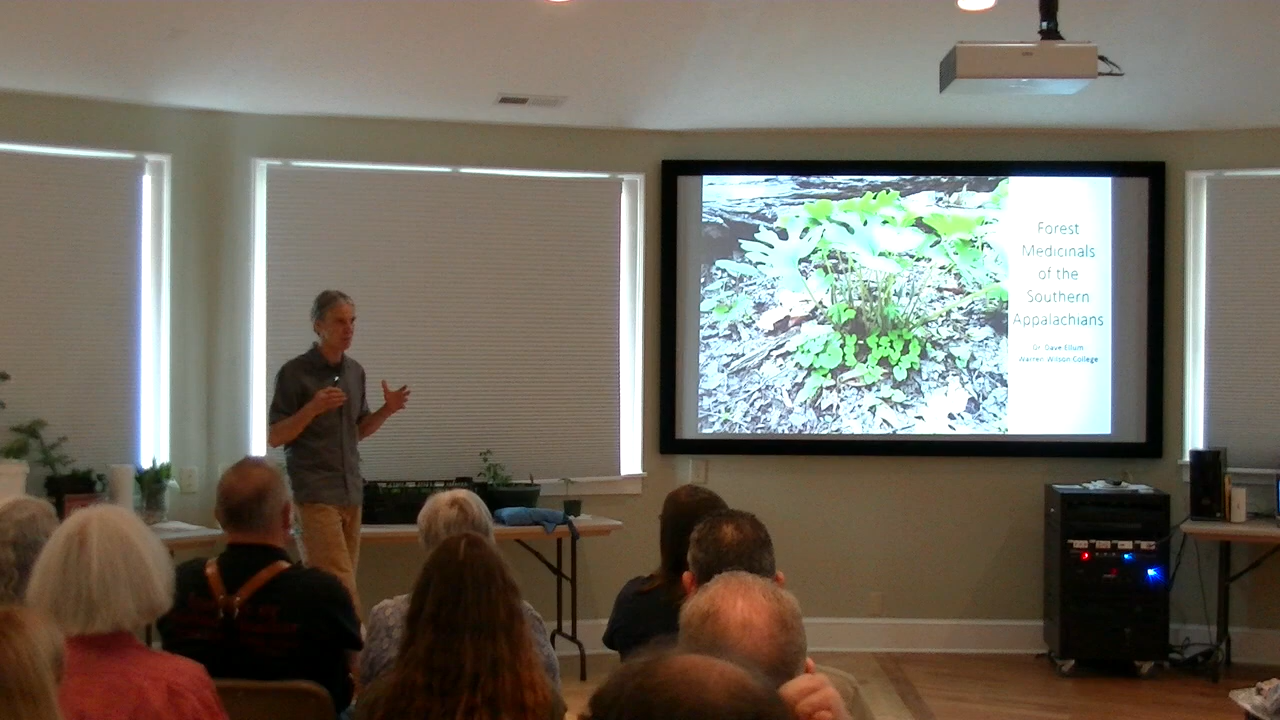 Forest
Medicinals
of the
Southern
Appalachians
Dr. Dave Ellum
Warren Wilson College